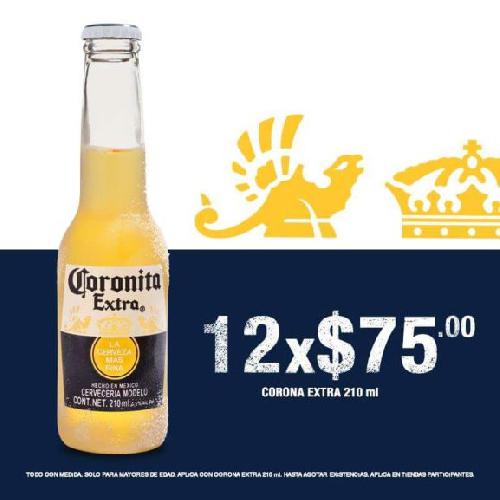 Coronita
Extra®
LA
CERVEZA
MAS
FINA
HECHO EN MEXICO
CERVECERIA MODELO
CONT. NET. 210 ml
12x$75.00
CORONA EXTRA 210 ml
TODO CON MEDIDA. SOLO PARA MAYORES DE EDAD. APLICA CON CORONA EXTRA 210 ml. HASTA AGOTAR EXISTENCIAS. APLICA EN TIENDAS PARTICIPANTES.